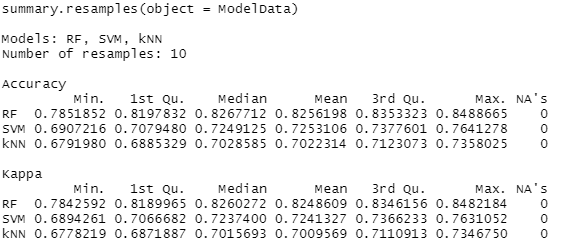 summary.resamples(object = ModelData)
Models: RF, SVM, kNN
Number of resamples: 10
Accuracy
Min. 1st Qu. Median Mean 3rd Qu. Max. NA's
RF 0.7851852 0.8197832 0.8267712 0.8256198 0.8353323 0.8488665 0
SVM 0.6907216 0.7079480 0.7249125 0.7253106 0.7377601 0.7641278 0
kNN 0.6791980 0.6885329 0.7028585 0.7022314 0.7123073 0.7358025 0
Kappa
Min. 1st Qu. Median Mean 3rd Qu. Max. NA's
RF 0.7842592 0.8189965 0.8260272 0.8248609 0.8346156 0.8482184 0
SVM 0.6894261 0.7066682 0.7237400 0.7241327 0.7366233 0.7631052 0
kNN 0.6778219 0.6871887 0.7015693 0.7009569 0.7110913 0.7346750 0